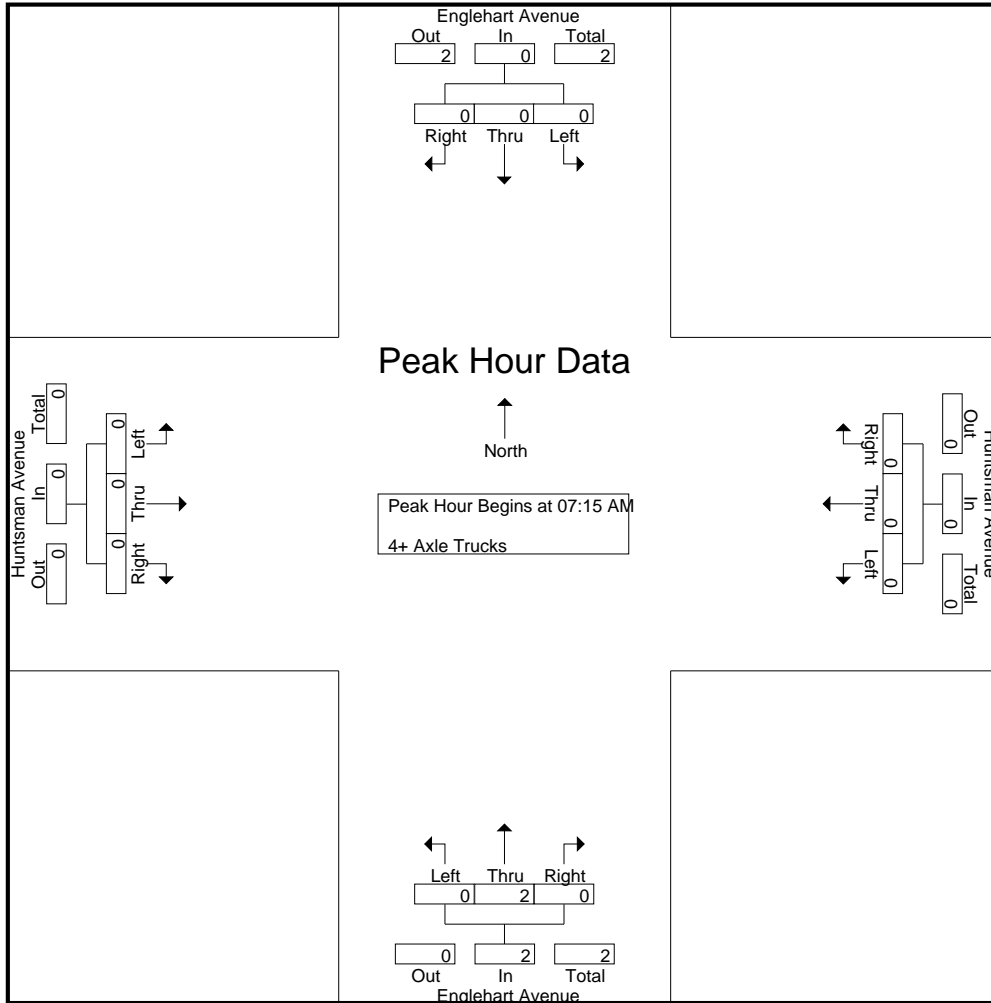 Englehart Avenue
Out In Total
2 0 2
0 0 0
Right Thru Left
Peak Hour Data
North
Peak Hour Begins at 07:15 AM
4+ Axle Trucks
Huntsman Avenue
Out In Total
0 0 0
0 0 0
Right Thru Left
Huntsman Avenue
Total In Out
0 0 0
0 0 0
Left Thru Right
Left Thru Right
0 2 0
0 2 2
Out In Total
Englehart Avenue